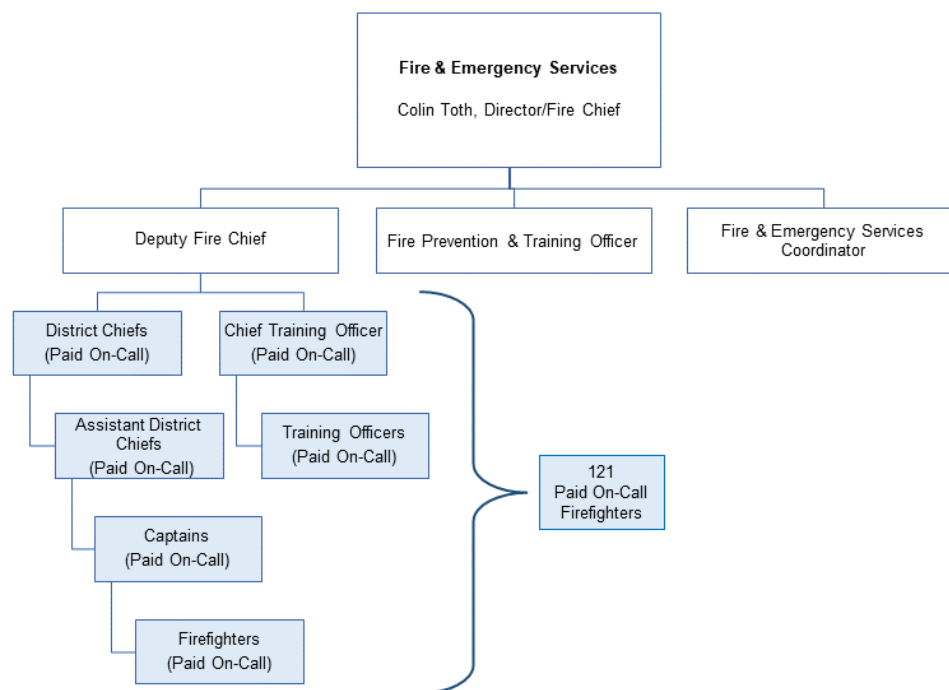 Fire & Emergency Services
Colin Toth, Director/Fire Chief
Deputy Fire Chief
Fire Prevention & Training Officer
Fire & Emergency Services
Coordinator
District Chiefs
(Paid On-Call)
Chief Training Officer
(Paid On-Call)
Assistant District
Chiefs
(Paid On-Call)
Training Officers
(Paid On-Call)
121
Paid On-Call
Firefighters
Captains
(Paid On-Call)
Firefighters
(Paid On-Call)